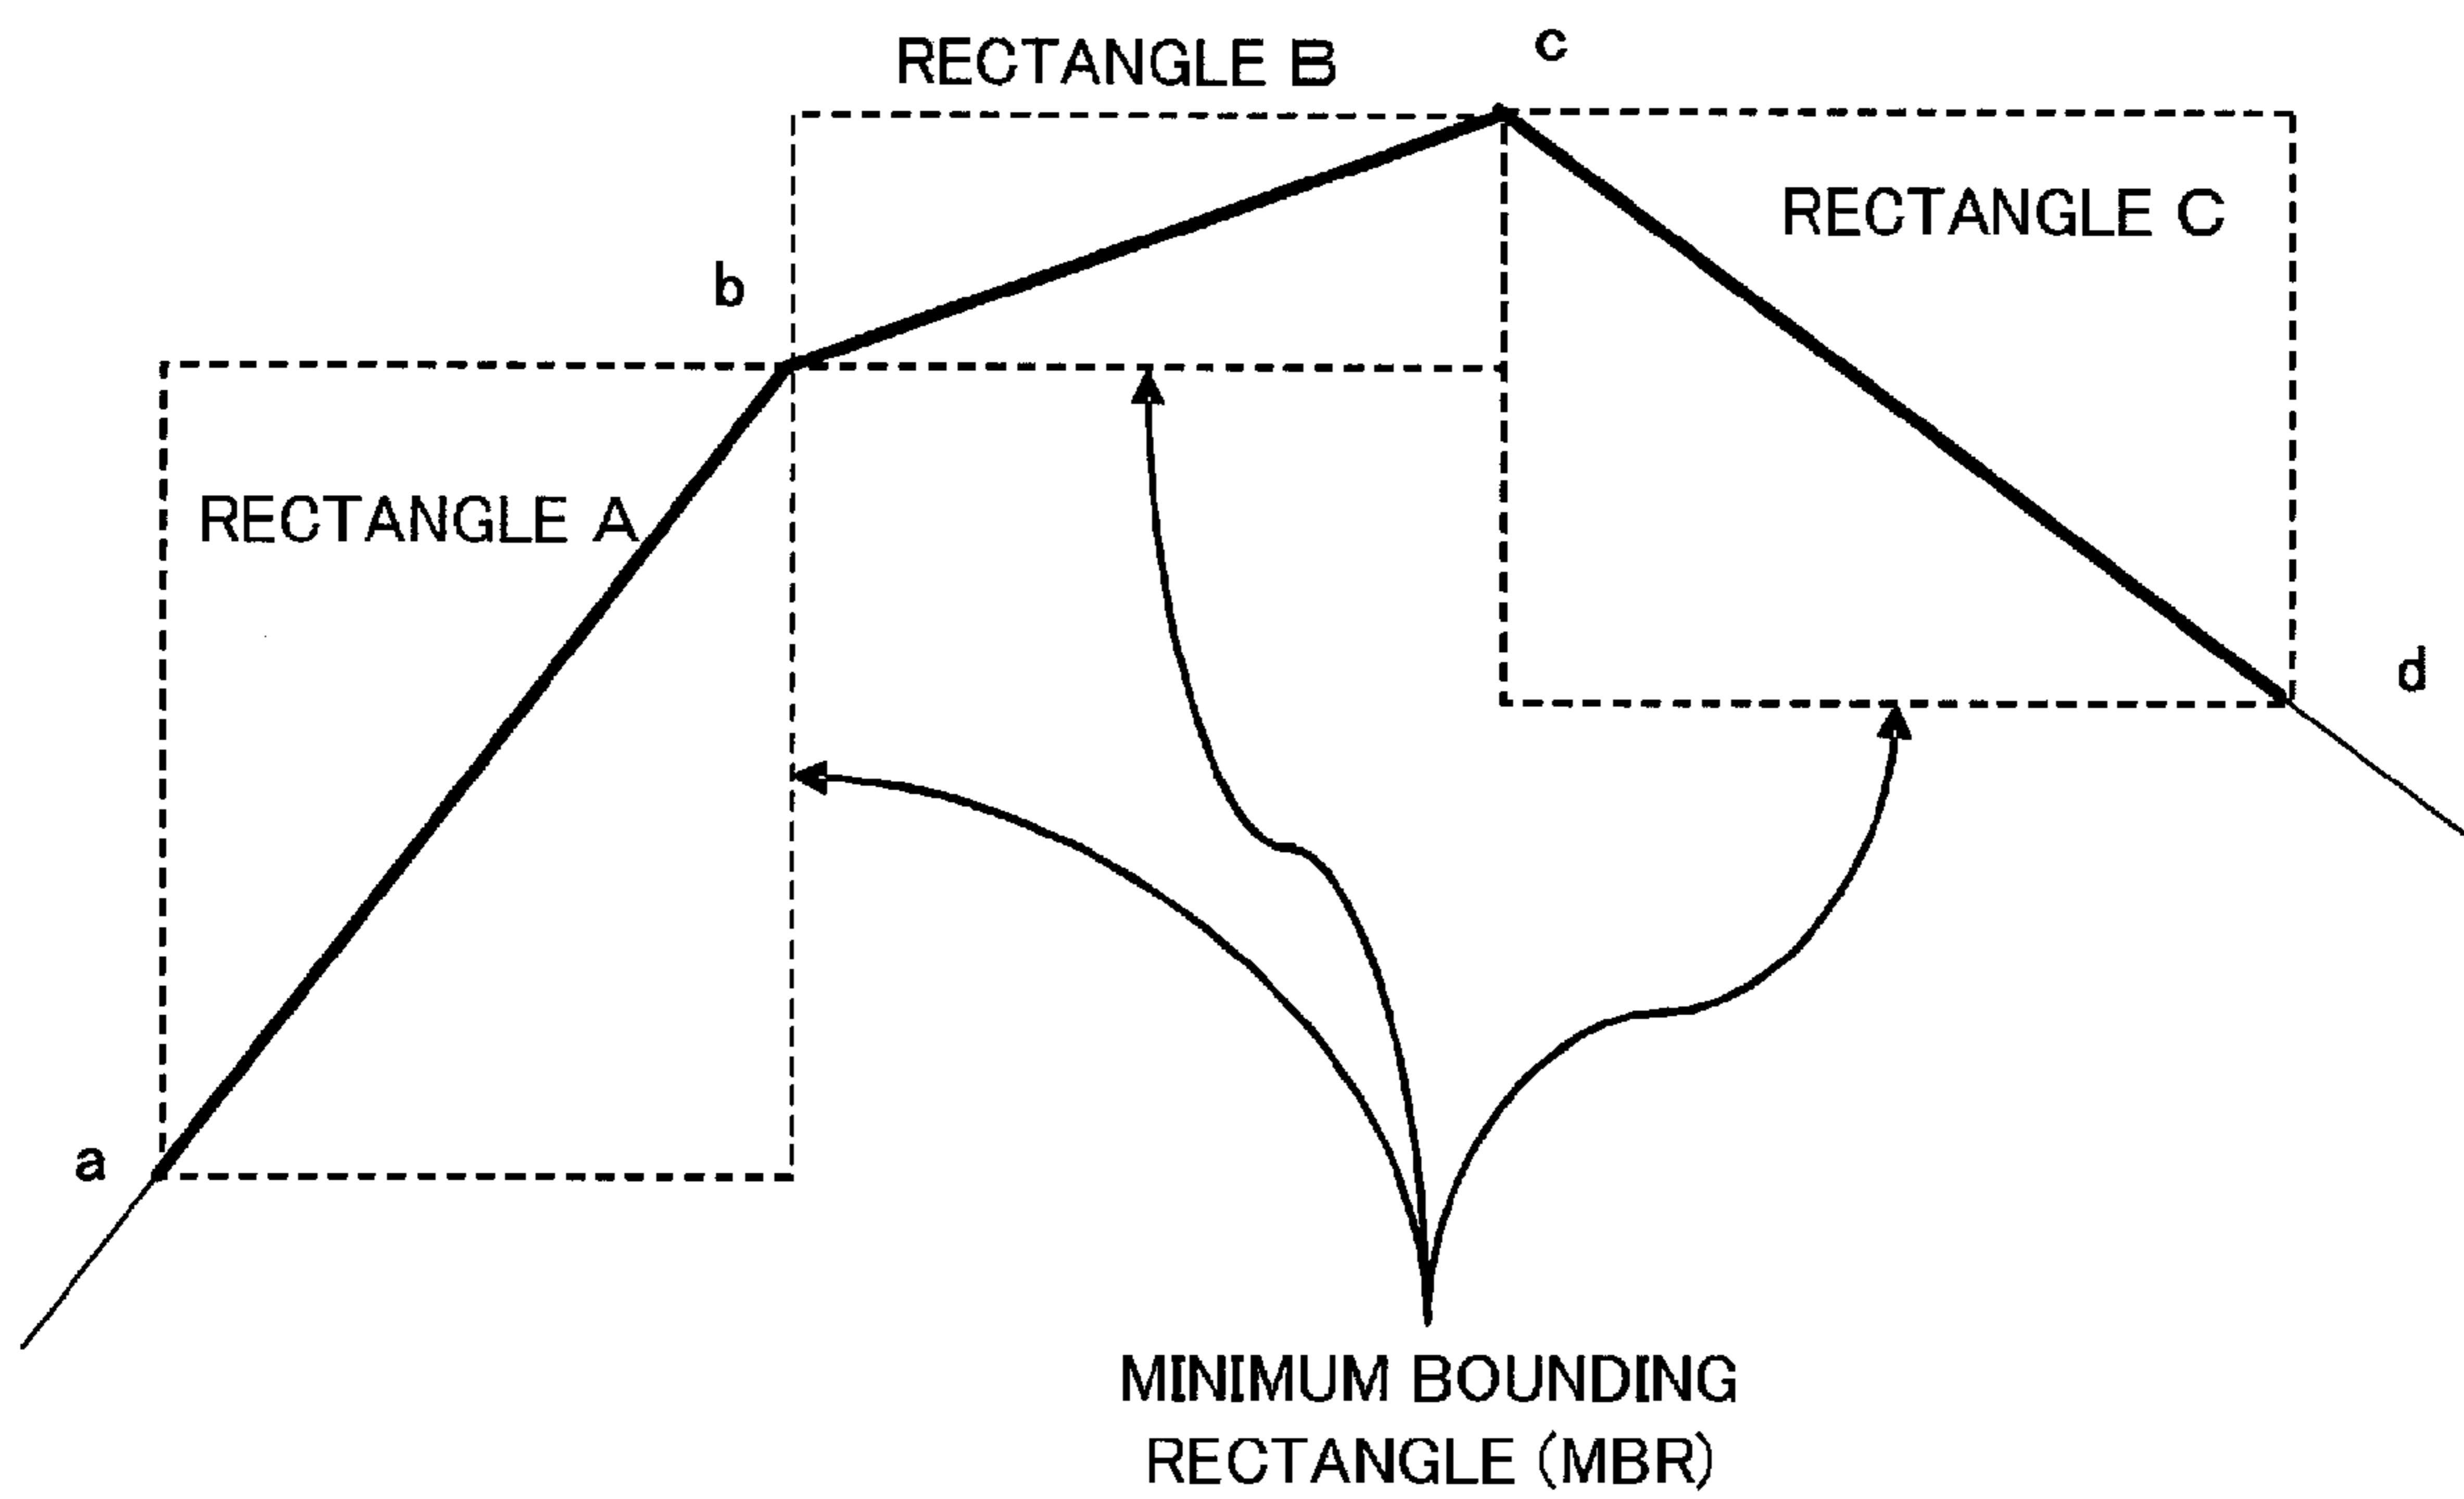 RECTANGLE B
c
RECTANGLE C
b
RECTANGLE A
d
a
MINIMUM BOUNDING
RECTANGLE (MBR)